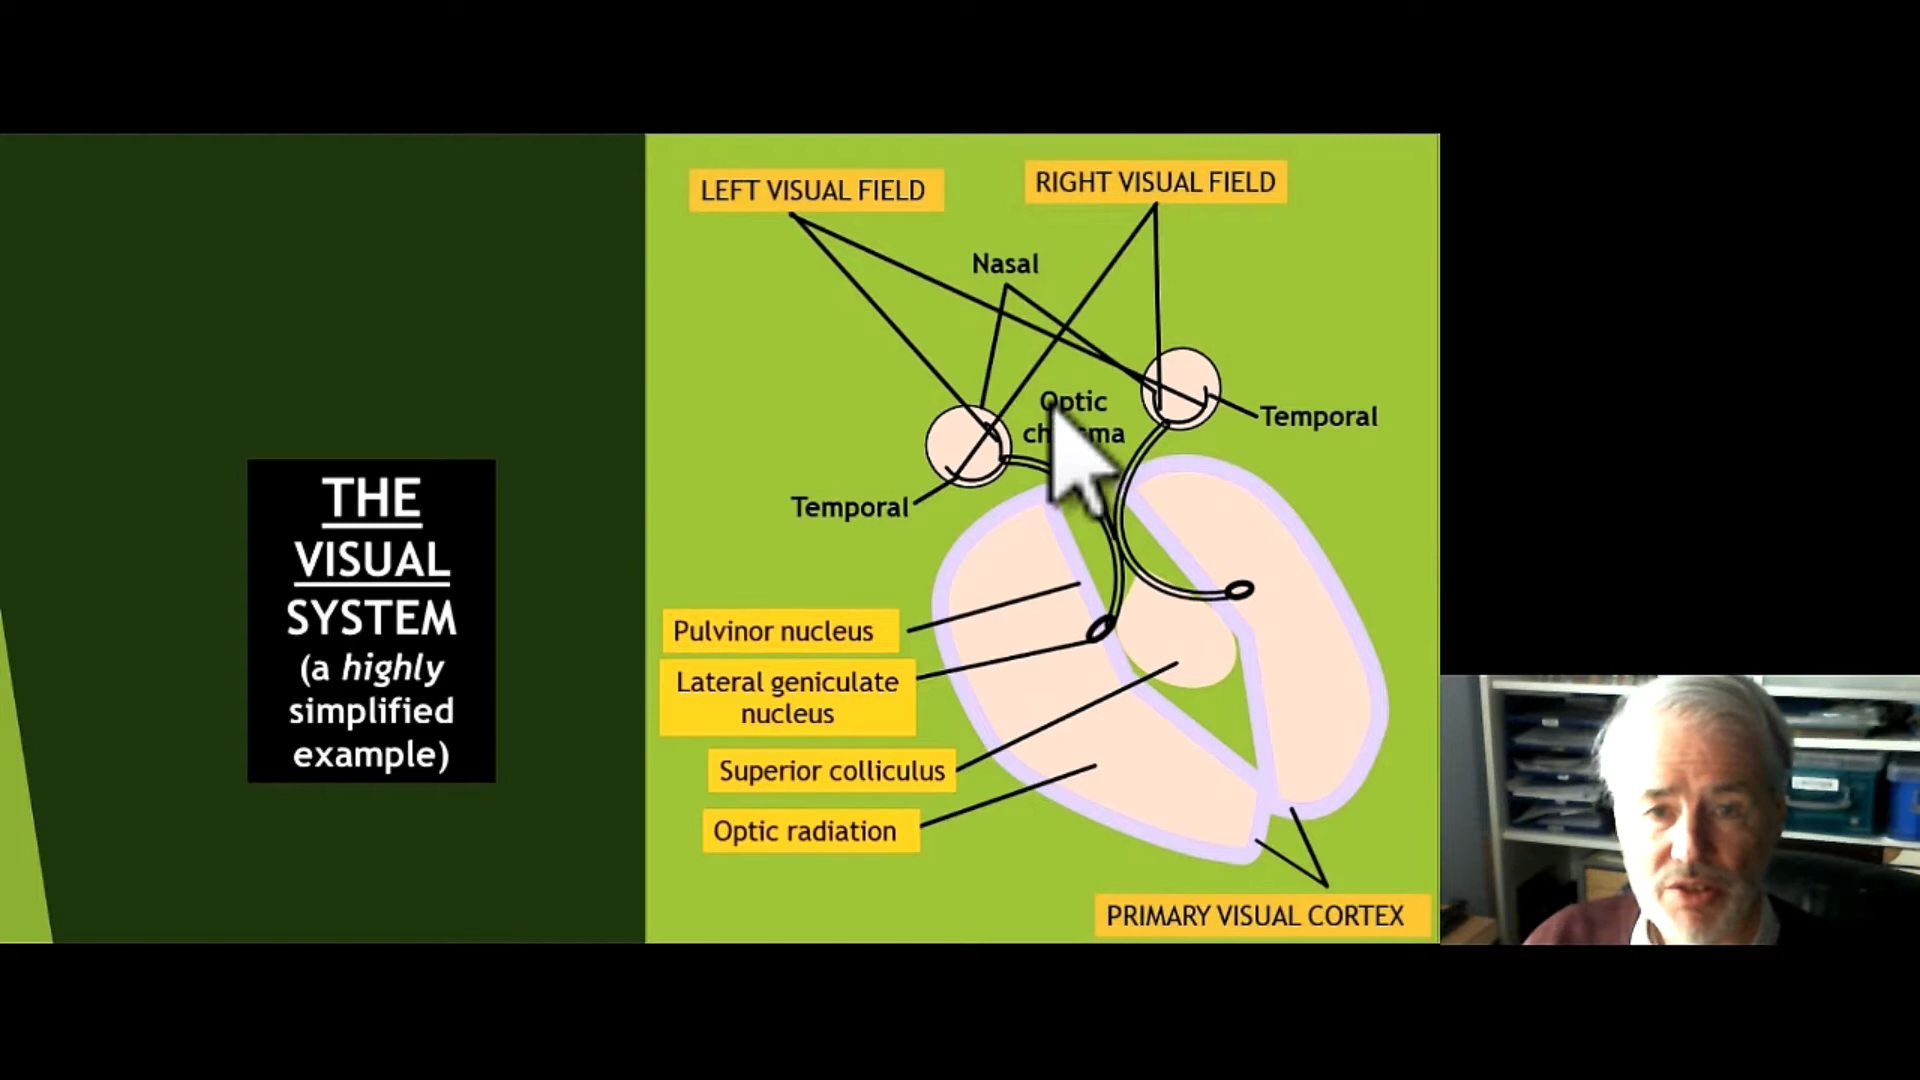 THE
VISUAL
SYSTEM
(a highly
simplified
example)
LEFT VISUAL FIELD
RIGHT VISUAL FIELD
Nasal
Optic
Temporal
Temporal
Pulvinor nucleus
Lateral geniculate
nucleus
Superior colliculus
Optic radiation
PRIMARY VISUAL CORTEX